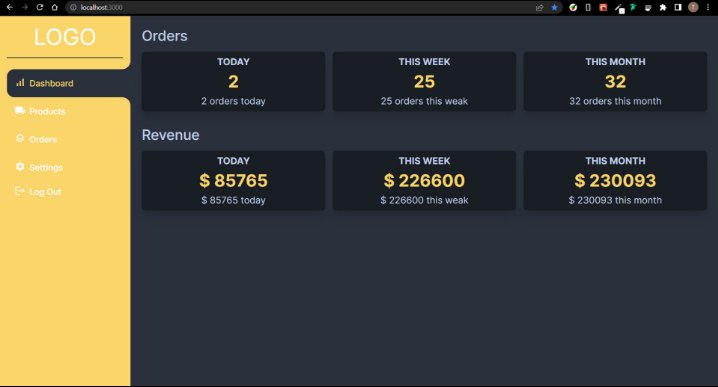 localhost:3000
LOGO
Dashboard
Products
Orders
Settings
Log Out
Orders
TODAY
2
2 orders today
THIS WEEK
25
25 orders this weak
THIS MONTH
32
32 orders this month
Revenue
TODAY
$ 85765
$ 85765 today
THIS WEEK
$ 226600
$ 226600 this weak
THIS MONTH
$ 230093
$ 230093 this month